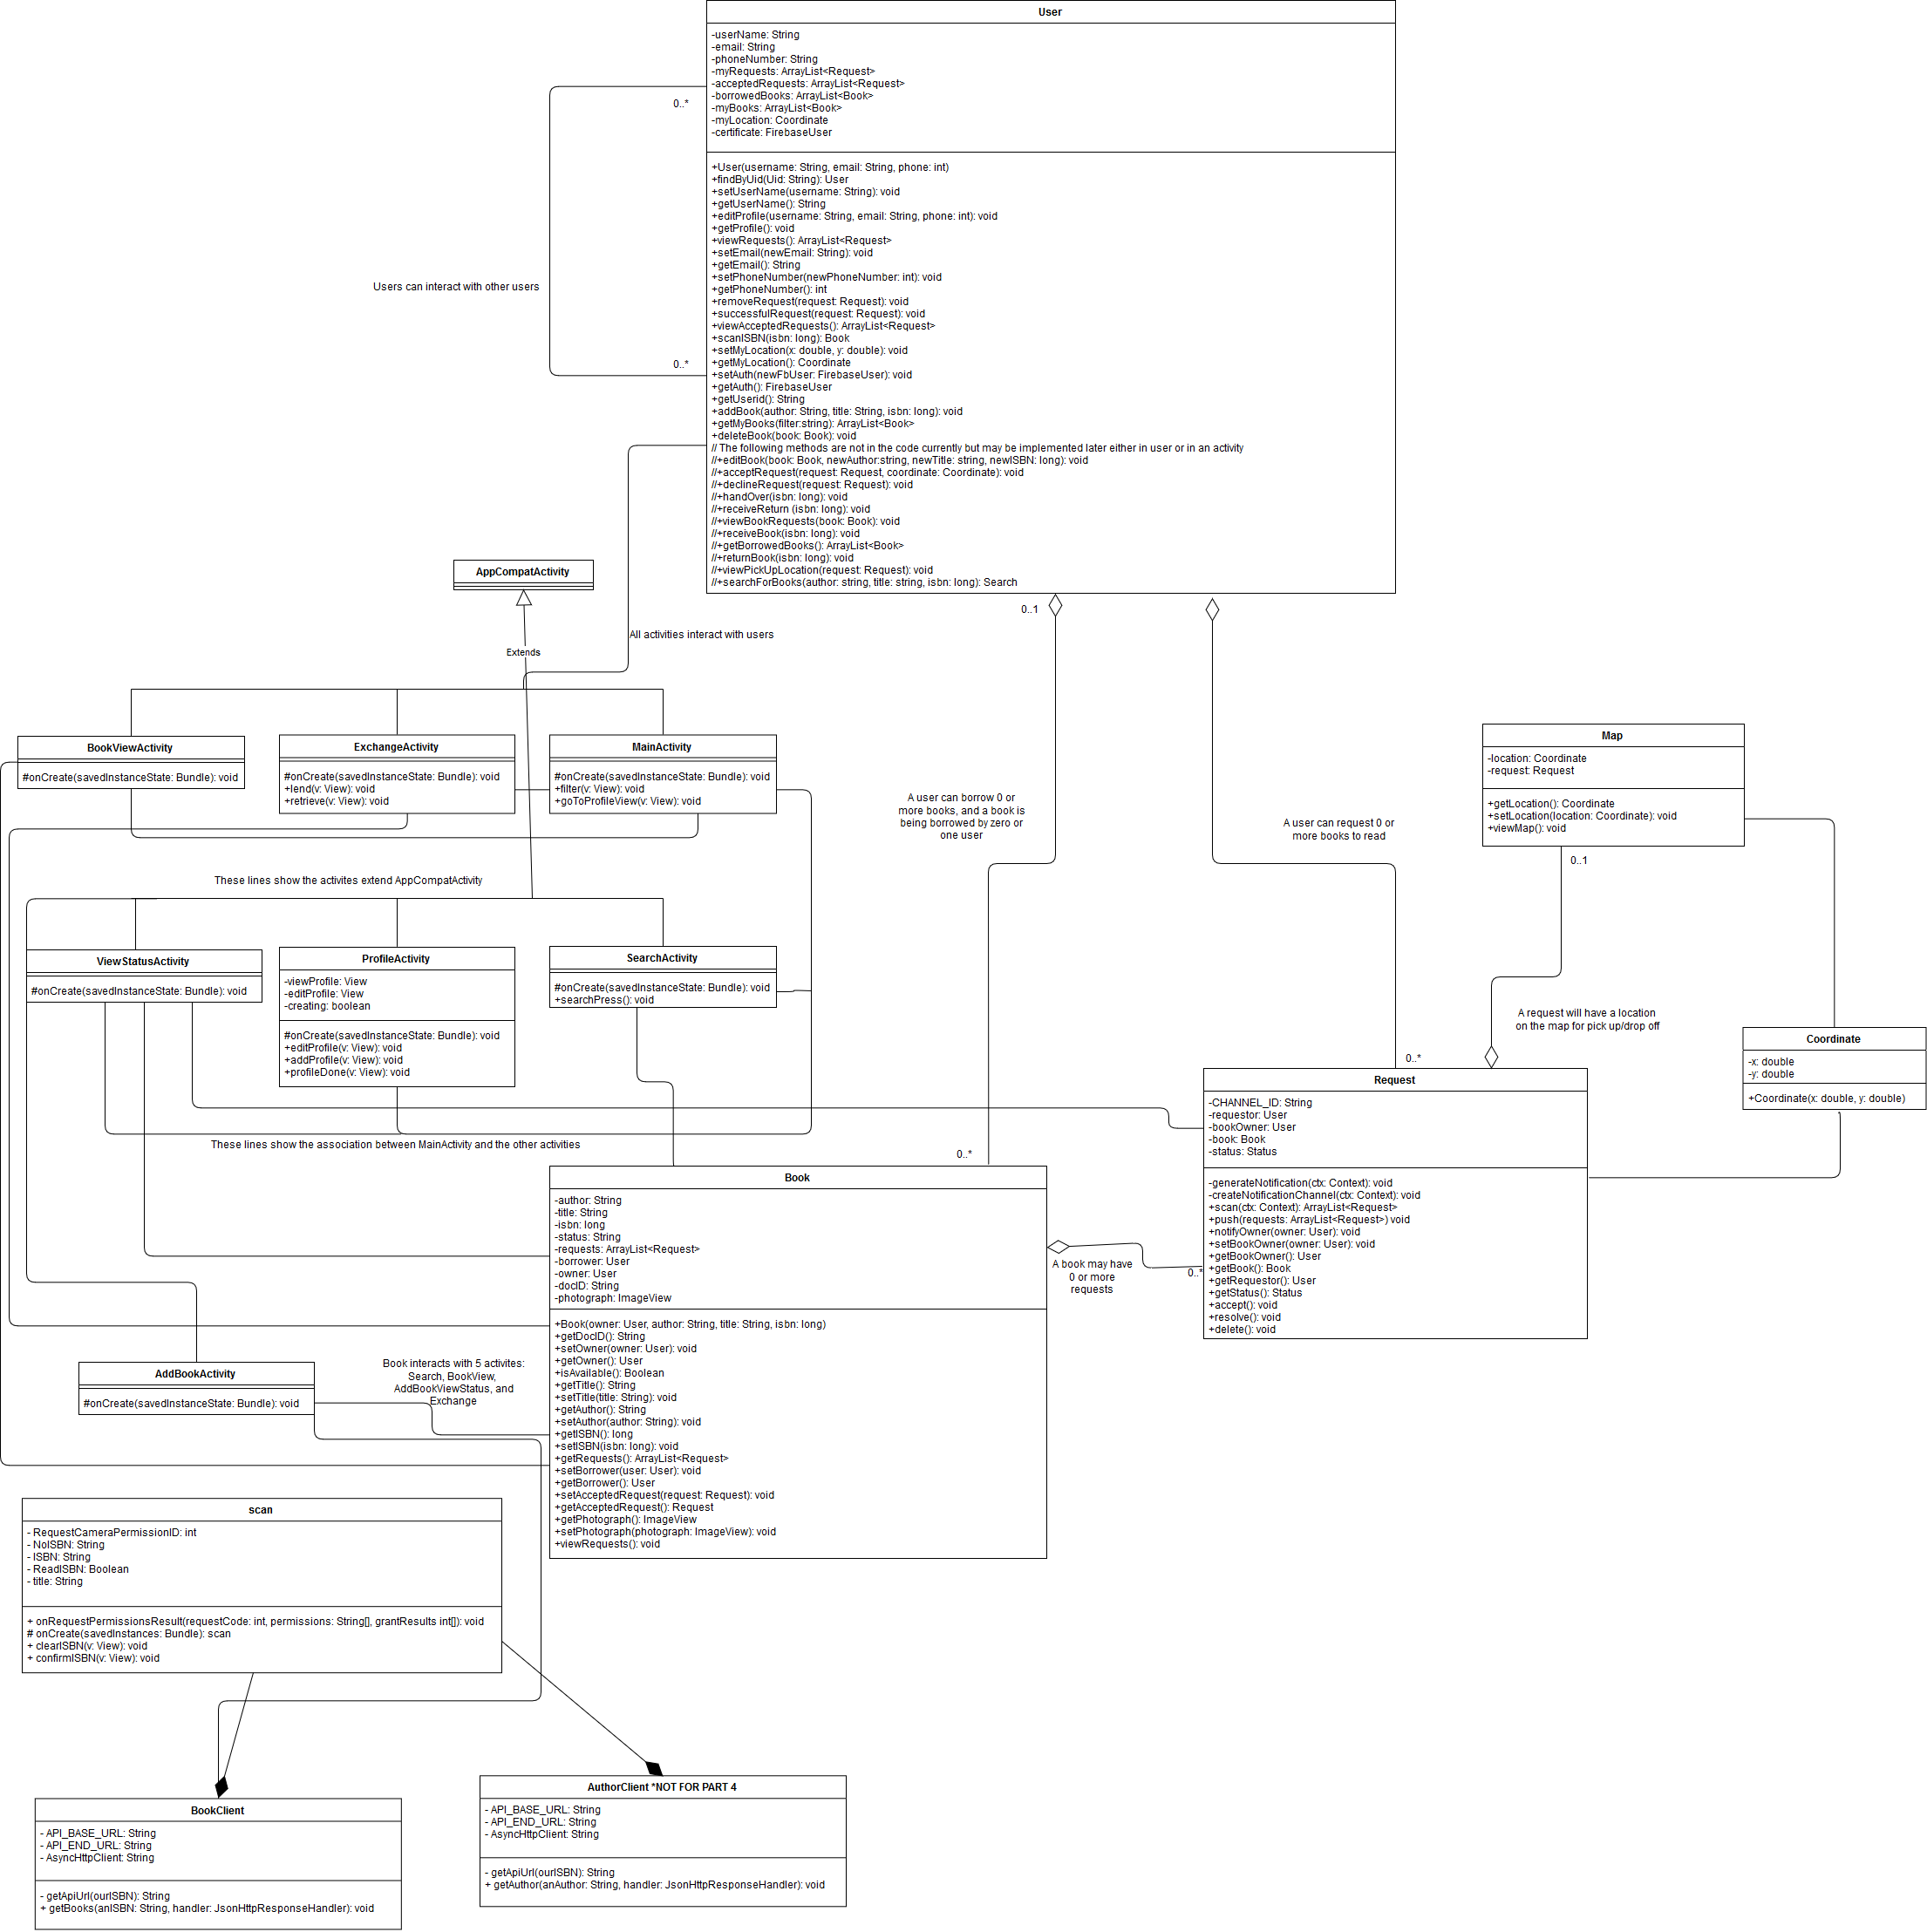 User
-userName: String
-email: String
-phoneNumber: String
-myRequests: ArrayList<Request>
-acceptedRequests: ArrayList<Request>
-borrowedBooks: ArrayList<Book>
-myBooks: ArrayList<Book>
-myLocation: Coordinate
-certificate: FirebaseUser
+User(username: String, email: String, phone: int)
+findByUid(Uid: String): User
+setUserName(username: String): void
+getUserName(): String
+editProfile(username: String, email: String, phone: int): void
+getProfile(): void
+viewRequests(): ArrayList<Request>
+setEmail(newEmail: String): void
+getEmail(): String
+setPhoneNumber(newPhoneNumber: int): void
+getPhoneNumber(): int
+removeRequest(request: Request): void
+successfulRequest(request: Request): void
+viewAcceptedRequests(): ArrayList<Request>
+scanISBN(isbn: long): Book
+setMyLocation(x: double, y: double): void
+getMyLocation(): Coordinate
+setAuth(newFbUser: FirebaseUser): void
+getAuth(): FirebaseUser
+getUserid(): String
+addBook(author: String, title: String, isbn: long): void
+getMyBooks(filter:string): ArrayList<Book>
+deleteBook(book: Book): void
// The following methods are not in the code currently but may be implemented later either in user or in an activity
//+editBook(book: Book, newAuthor:string, newTitle: string, newISBN: long): void
//+acceptRequest(request: Request, coordinate: Coordinate): void
//+declineRequest(request: Request): void
//+handOver(isbn: long): void
//+receiveReturn (isbn: long): void
//+viewBookRequests(book: Book): void
//+receiveBook(isbn: long): void
//+getBorrowedBooks(): ArrayList<Book>
//+returnBook(isbn: long): void
//+viewPickUpLocation(request: Request): void
//+searchForBooks(author: string, title: string, isbn: long): Search
0..*
Users can interact with other users
0..*
AppCompatActivity
Extends
All activities interact with users
0..1
BookViewActivity
#onCreate(savedInstanceState: Bundle): void
ExchangeActivity
#onCreate(savedInstanceState: Bundle): void
+lend(v: View): void
+retrieve(v: View): void
MainActivity
#onCreate(savedInstanceState: Bundle): void
+filter(v: View): void
+goToProfileView(v: View): void
A user can borrow 0 or
more books, and a book is
being borrowed by zero or
one user
A user can request 0 or
more books to read
Map
-location: Coordinate
-request: Request
+getLocation(): Coordinate
+setLocation(location: Coordinate): void
+viewMap(): void
0..1
These lines show the activites extend AppCompatActivity
ViewStatusActivity
#onCreate(savedInstanceState: Bundle): void
ProfileActivity
-viewProfile: View
-editProfile: View
-creating: boolean
#onCreate(savedInstanceState: Bundle): void
+editProfile(v: View): void
+addProfile(v: View): void
+profileDone(v: View): void
SearchActivity
#onCreate(savedInstanceState: Bundle): void
+searchPress(): void
A request will have a location
on the map for pick up/drop off
Coordinate
-x: double
-y: double
+Coordinate(x: double, y: double)
0..*
Request
-CHANNEL_ID: String
-requestor: User
-bookOwner: User
-book: Book
-status: Status
-generateNotification(ctx: Context): void
-createNotificationChannel(ctx: Context): void
+scan(ctx: Context): ArrayList<Request>
+push(requests: ArrayList<Request>) void
+notifyOwner(owner: User): void
+setBookOwner(owner: User): void
+getBookOwner(): User
+getBook(): Book
+getRequestor(): User
+getStatus(): Status
+accept(): void
+resolve(): void
+delete(): void
These lines show the association between MainActivity and the other activities
0..*
Book
-author: String
-title: String
-isbn: long
-status: String
-requests: ArrayList<Request>
-borrower: User
-owner: User
-docID: String
-photograph: ImageView
+Book(owner: User, author: String, title: String, isbn: long)
+getDocID(): String
+setOwner(owner: User): void
+getOwner(): User
+isAvailable(): Boolean
+getTitle(): String
+setTitle(title: String): void
+getAuthor(): String
+setAuthor(author: String): void
+getISBN(): long
+setISBN(isbn: long): void
+getRequests(): ArrayList<Request>
+setBorrower(user: User): void
+getBorrower(): User
+setAcceptedRequest(request: Request): void
+getAcceptedRequest(): Request
+getPhotograph(): ImageView
+setPhotograph(photograph: ImageView): void
+viewRequests(): void
A book may have
0 or more
requests
0..*
AddBookActivity
#onCreate(savedInstanceState: Bundle): void
Book interacts with 5 activites:
Search, BookView,
AddBookViewStatus, and
Exchange
scan
- RequestCameraPermissionID: int
- NoISBN: String
- ISBN: String
- ReadISBN: Boolean
- title: String
+ onRequestPermissionsResult(requestCode: int, permissions: String[], grantResults int[]): void
# onCreate(savedInstances: Bundle): scan
+ clearISBN(v: View): void
+ confirmISBN(v: View): void
BookClient
- API_BASE_URL: String
- API_END_URL: String
- AsyncHttpClient: String
- getApiUrl(ourISBN): String
+ getBooks(anISBN: String, handler: JsonHttpResponseHandler): void
AuthorClient *NOT FOR PART 4
- API_BASE_URL: String
- API_END_URL: String
- AsyncHttpClient: String
- getApiUrl(ourISBN): String
+ getAuthor(anAuthor: String, handler: JsonHttpResponseHandler): void